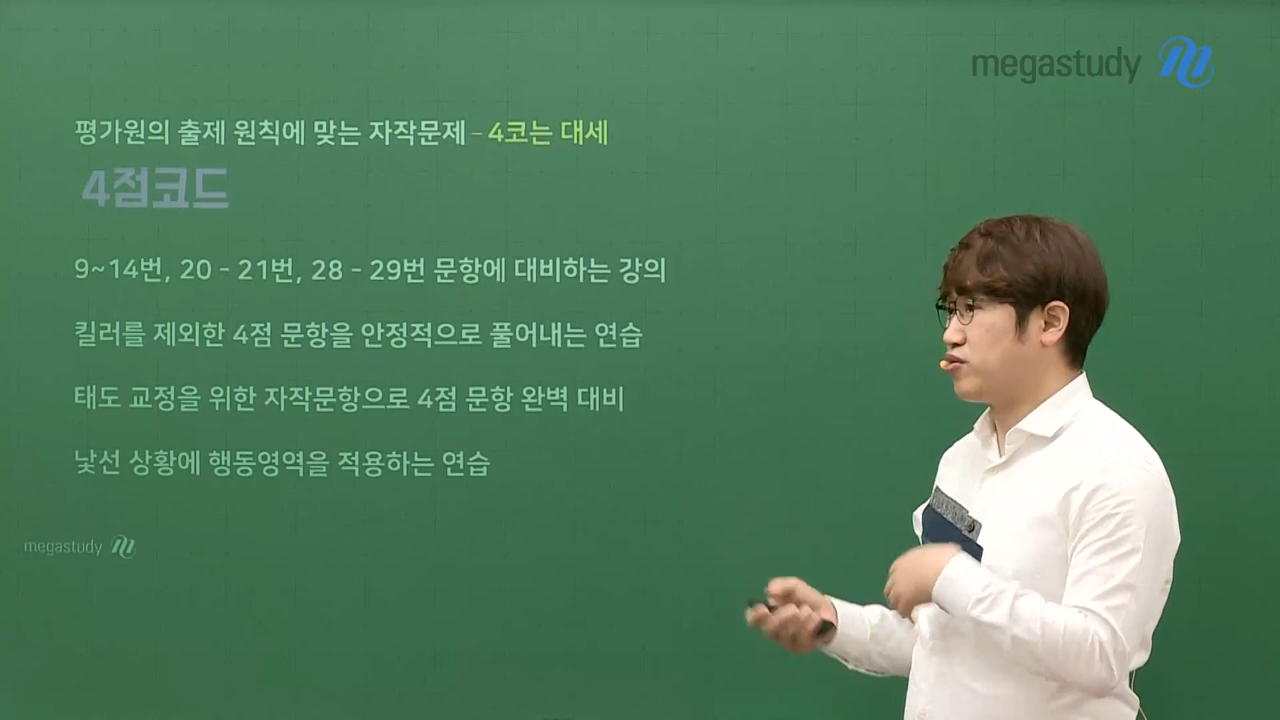 megastudy
평가원의 출제 원칙에 맞는 자작문제 - 4코는 대세
4점코드
9~14번, 20 - 21번, 28 - 29번 문항에 대비하는 강의
킬러를 제외한 4점 문항을 안정적으로 풀어내는 연습
태도 교정을 위한 자작문항으로 4점 문항 완벽 대비
낯선 상황에 행동영역을 적용하는 연습
megastudy